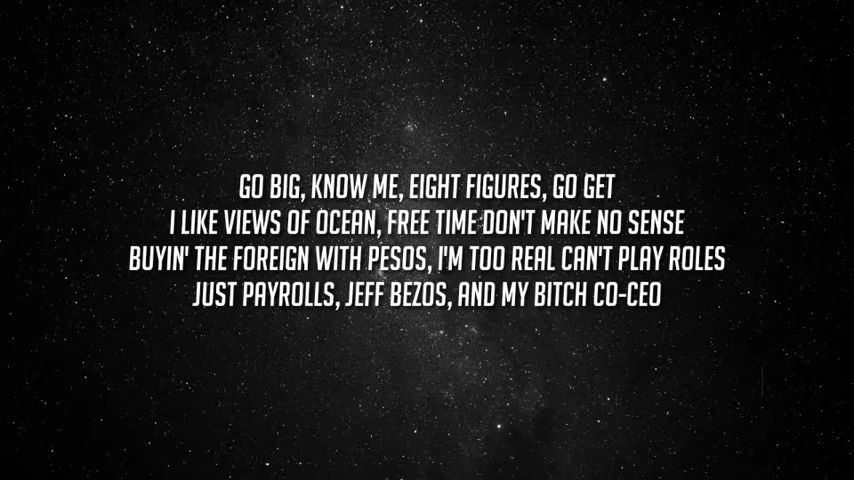 GO BIG, KNOW ME, EIGHT FIGURES, GO GET
I LIKE VIEWS OF OCEAN, FREE TIME DON'T MAKE NO SENSE
BUYIN' THE FOREIGN WITH PESOS, I'M TOO REAL CAN'T PLAY ROLES
JUST PAYROLLS, JEFF BEZOS, AND MY BITCH CO-CEO